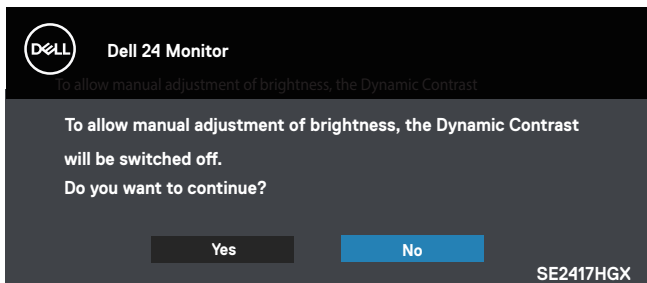 DELL
Dell 24 Monitor
To allow manual adjustment of brightness, the Dynamic Contrast
To allow manual adjustment of brightness, the Dynamic Contrast
will be switched off.
Do you want to continue?
Yes No
SE2417HGX